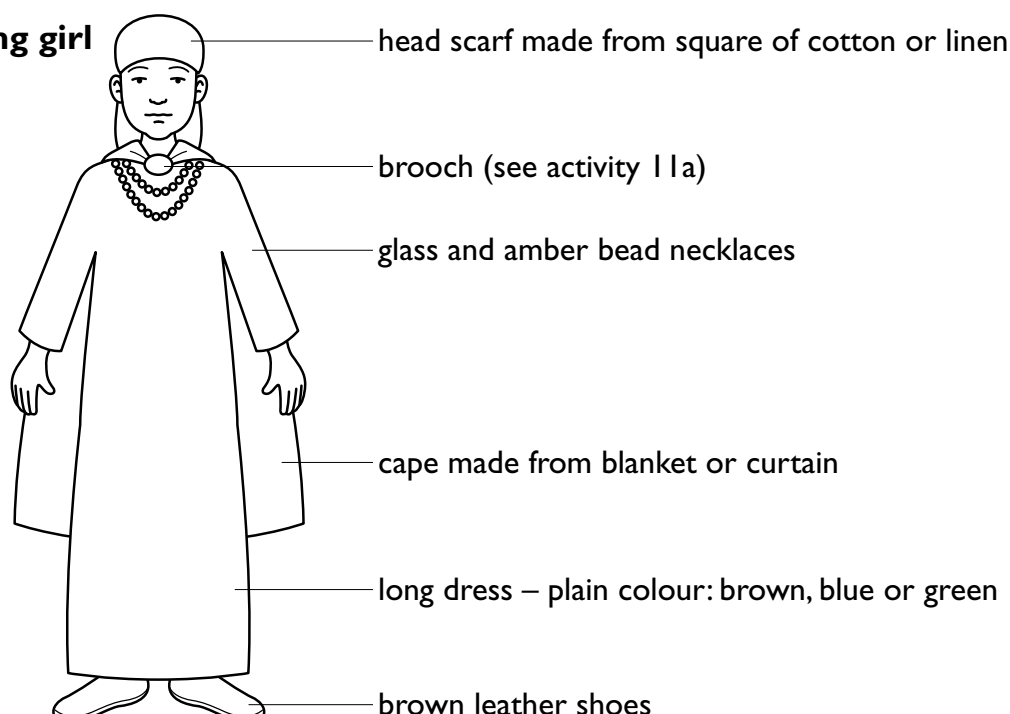 girl
head scarf made from square of cotton or linen
brooch (see activity 11a)
glass and amber bead necklaces
cape made from blanket or curtain
long dress – plain colour: brown, blue or green
brown leather shoes